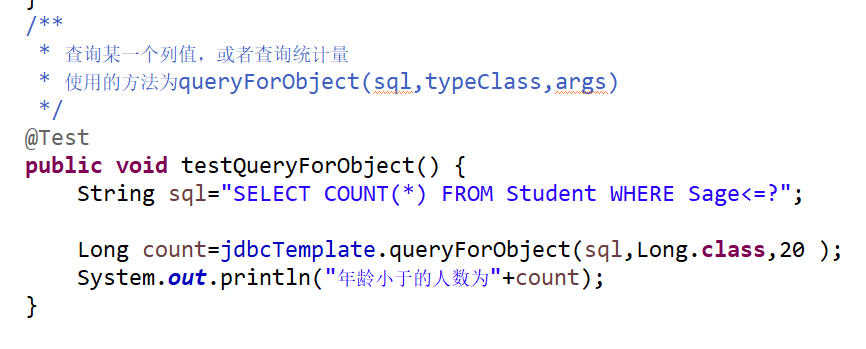 /**
 * 查询某一个列值，或者查询统计量
 * 使用的方法为queryForObject(sql,typeClass,args)
 */
@Test
public void testQueryForObject() {
    String sql="SELECT COUNT(*) FROM Student WHERE Sage<=?";
    Long count=jdbcTemplate.queryForObject(sql,Long.class,20 );
    System.out.println("年龄小于的人数为"+count);
}